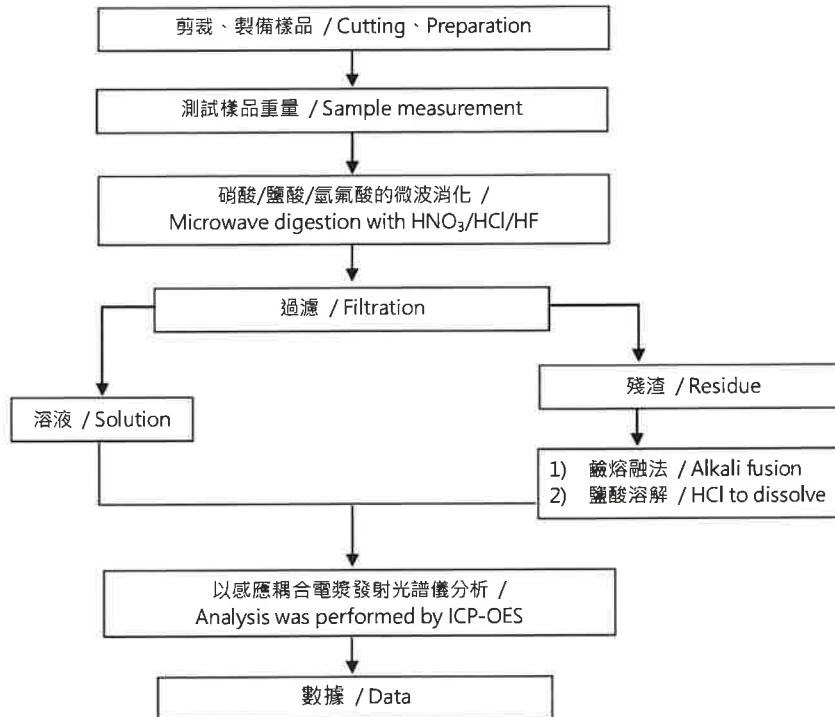 剪裁、製備樣品 / Cutting、Preparation
測試樣品重量 / Sample measurement
硝酸/鹽酸/氫氟酸的微波消化 /
Microwave digestion with HNO₃/HCl/HF
過濾 / Filtration
溶液 / Solution
殘渣 / Residue
1) 鹼熔融法 / Alkali fusion
2) 鹽酸溶解 / HCl to dissolve
以感應耦合電漿發射光譜儀分析 /
Analysis was performed by ICP-OES
數據 / Data